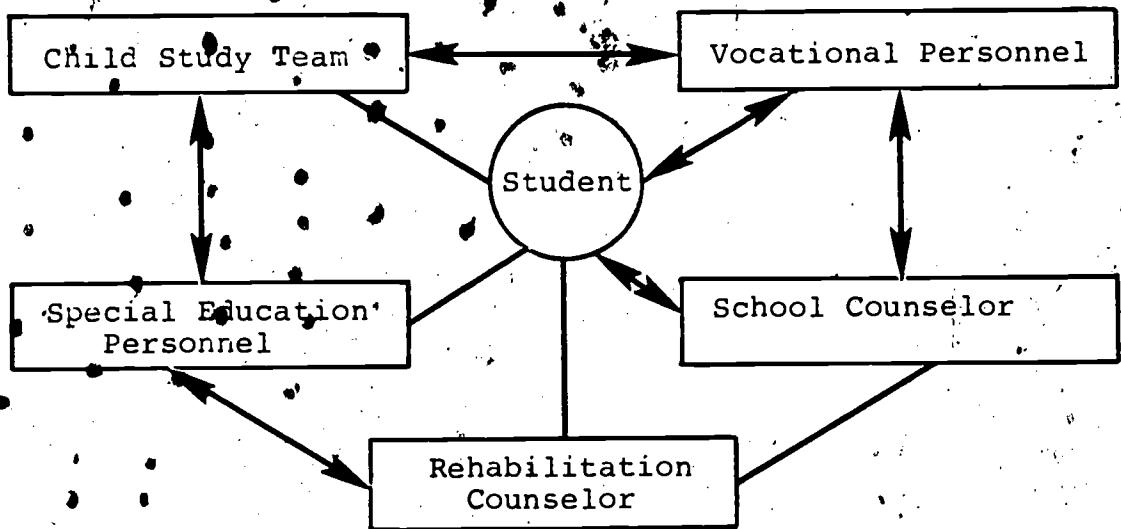 Child Study Team
Vocational Personnel
Student
Special Education
Personnel
School Counselor
Rehabilitation
Counselor